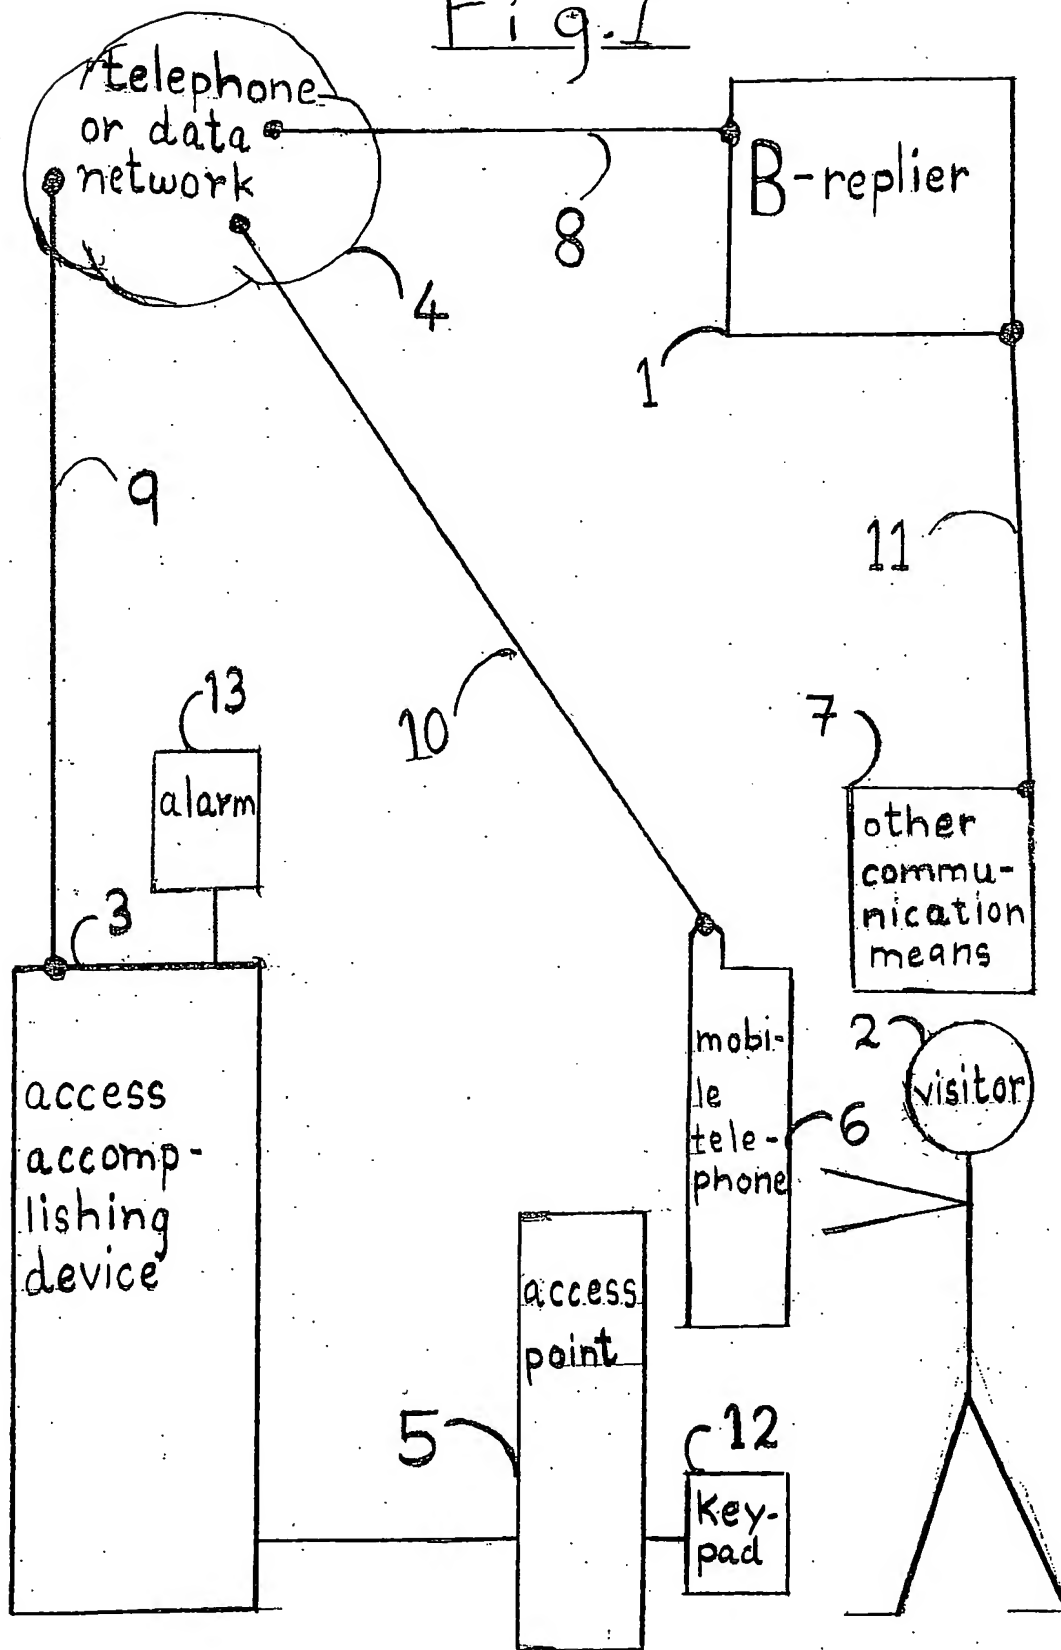 Fig.1
telephone
or data
network
B-replier
8
4
1
9
11
10
13
7
alarm
other
commu-
nication
means
3
2
visitor
mobi-
le
tele-
phone
6
access
accomp-
lishing
device
access
point
5
12
Key-
pad